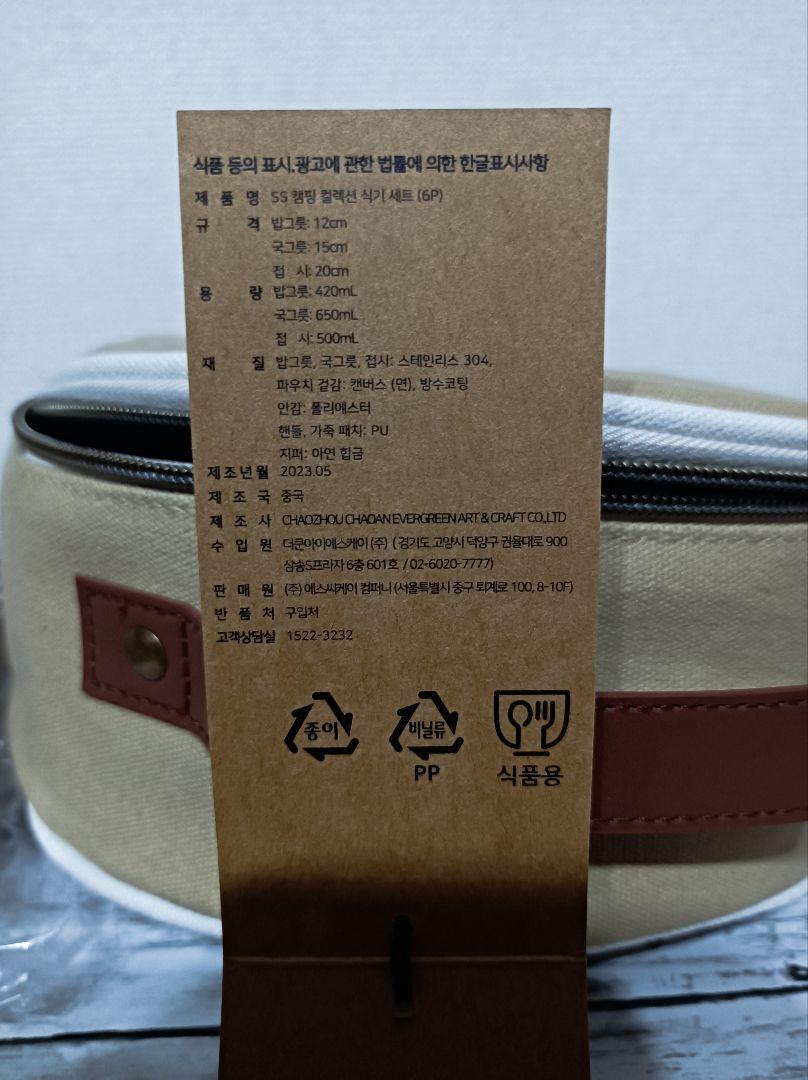 식품 등의 표시.광고에 관한 법률에 의한 한글표시사항
제 품 명 SS 캠핑 컬렉션 식기 세트 (6P)
규 격 밥그릇: 12cm
국그릇: 15cm
접 시: 20cm
용 량 밥그릇: 420mL
국그릇: 650mL
접 시: 500mL
재 질 밥그릇, 국그릇, 접시: 스테인리스 304,
파우치 겉감: 캔버스 (면), 방수코팅
안감: 폴리에스터
핸들, 가죽 패치: PU
지퍼: 아연 합금
제조년월 2023.05
제 조 국 중국
제 조 사 CHAOZHOU CHAOAN EVERGREEN ART & CRAFT CO.,LTD
수 입 원 더쿤아이에스케이 (주) ( 경기도 고양시 덕양구 권율대로 900
삼송S프라자 6층 601호 / 02-6020-7777)
판 매 원 (주) 에스씨케이 컴퍼니 (서울특별시 중구 퇴계로 100, 8-10F)
반 품 처 구입처
고객상담실 1522-3232
종이 비닐류
PP 식품용